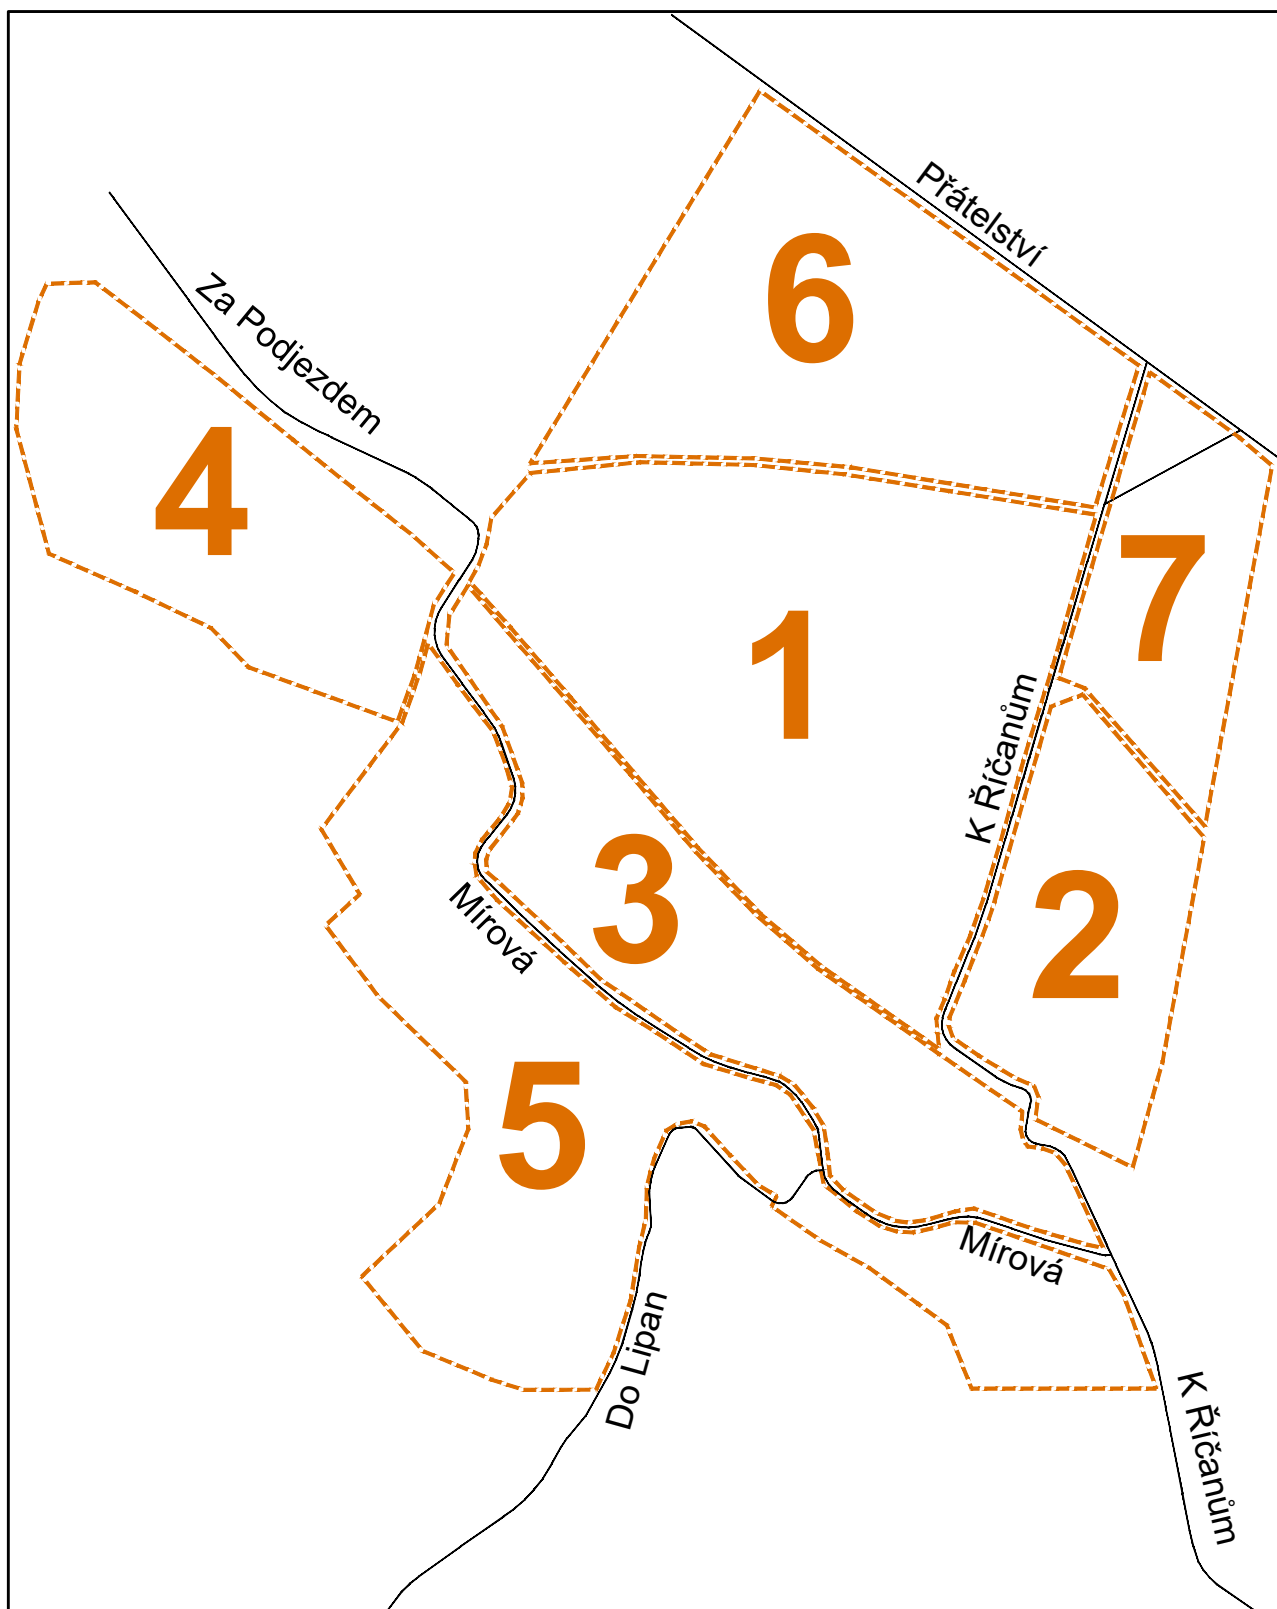 Přátelství
6
Za Podjezdem
4
7
1
K Říčanům
3
2
Mírová
5
Mírová
Do Lipan
K Říčanům